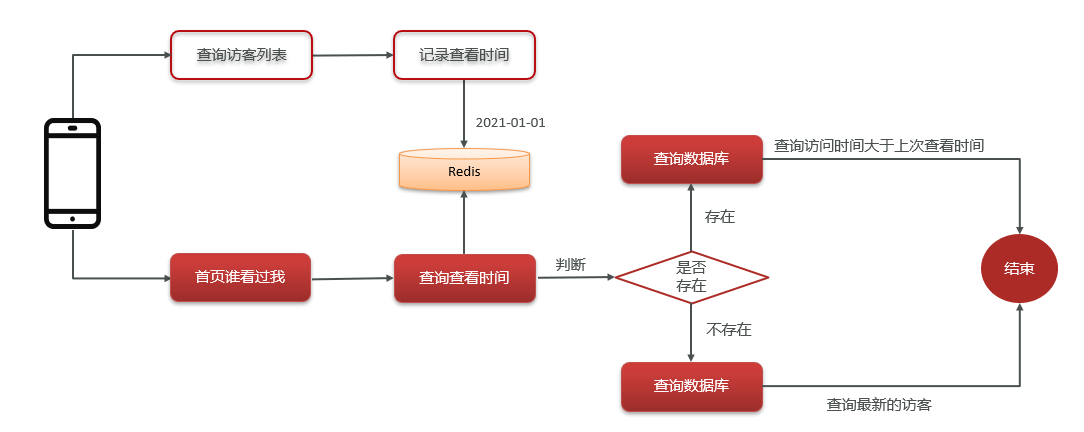 查询访客列表
记录查看时间
2021-01-01
Redis
首页谁看过我
查询查看时间
判断
是否
存在
存在
查询数据库
查询访问时间大于上次查看时间
不存在
查询数据库
查询最新的访客
结束